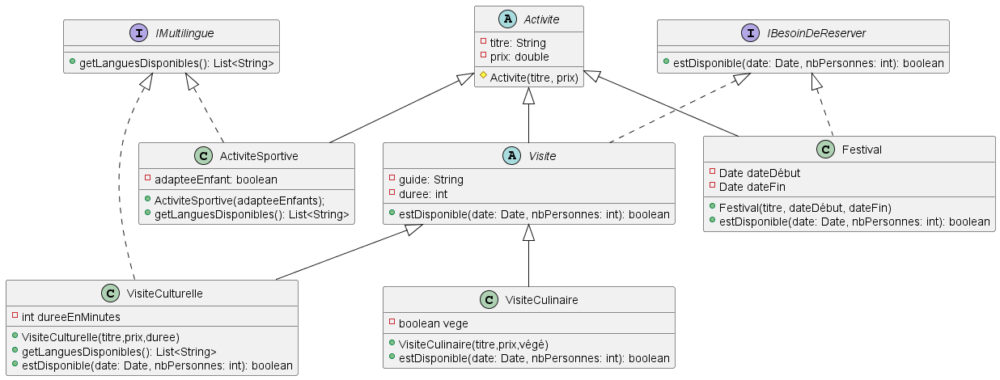 I IMultilingue
getLanguesDisponibles(): List<String>
A Activite
titre: String
prix: double
Activite(titre, prix)
I IBesoinDeReserver
estDisponible(date: Date, nbPersonnes: int): boolean
C ActiviteSportive
adapteeEnfant: boolean
ActiviteSportive(adapteeEnfants);
getLanguesDisponibles(): List<String>
A Visite
guide: String
duree: int
estDisponible(date: Date, nbPersonnes: int): boolean
C Festival
Date dateDébut
Date dateFin
Festival(titre, dateDébut, dateFin)
estDisponible(date: Date, nbPersonnes: int): boolean
C VisiteCulturelle
int dureeEnMinutes
VisiteCulturelle(titre,prix,duree)
getLanguesDisponibles(): List<String>
estDisponible(date: Date, nbPersonnes: int): boolean
C VisiteCulinaire
boolean vege
VisiteCulinaire(titre,prix,végé)
estDisponible(date: Date, nbPersonnes: int): boolean